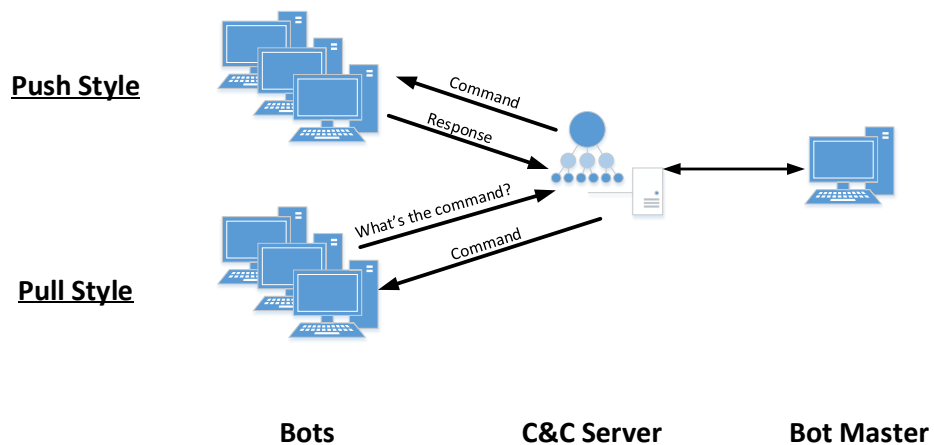 Push Style
Command
Response
What's the command?
Command
Pull Style
Bots
C&C Server
Bot Master